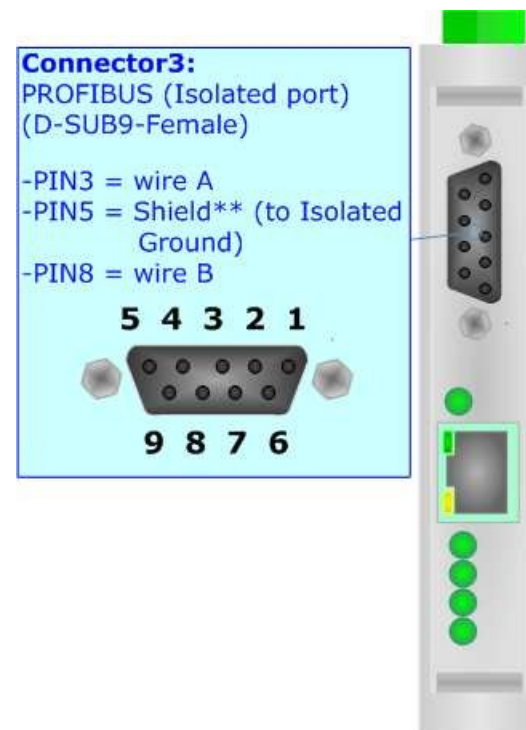 Connector3:
PROFIBUS (Isolated port)
(D-SUB9-Female)
-PIN3 = wire A
-PIN5 = Shield** (to Isolated
Ground)
-PIN8 = wire B
5 4 3 2 1
9 8 7 6